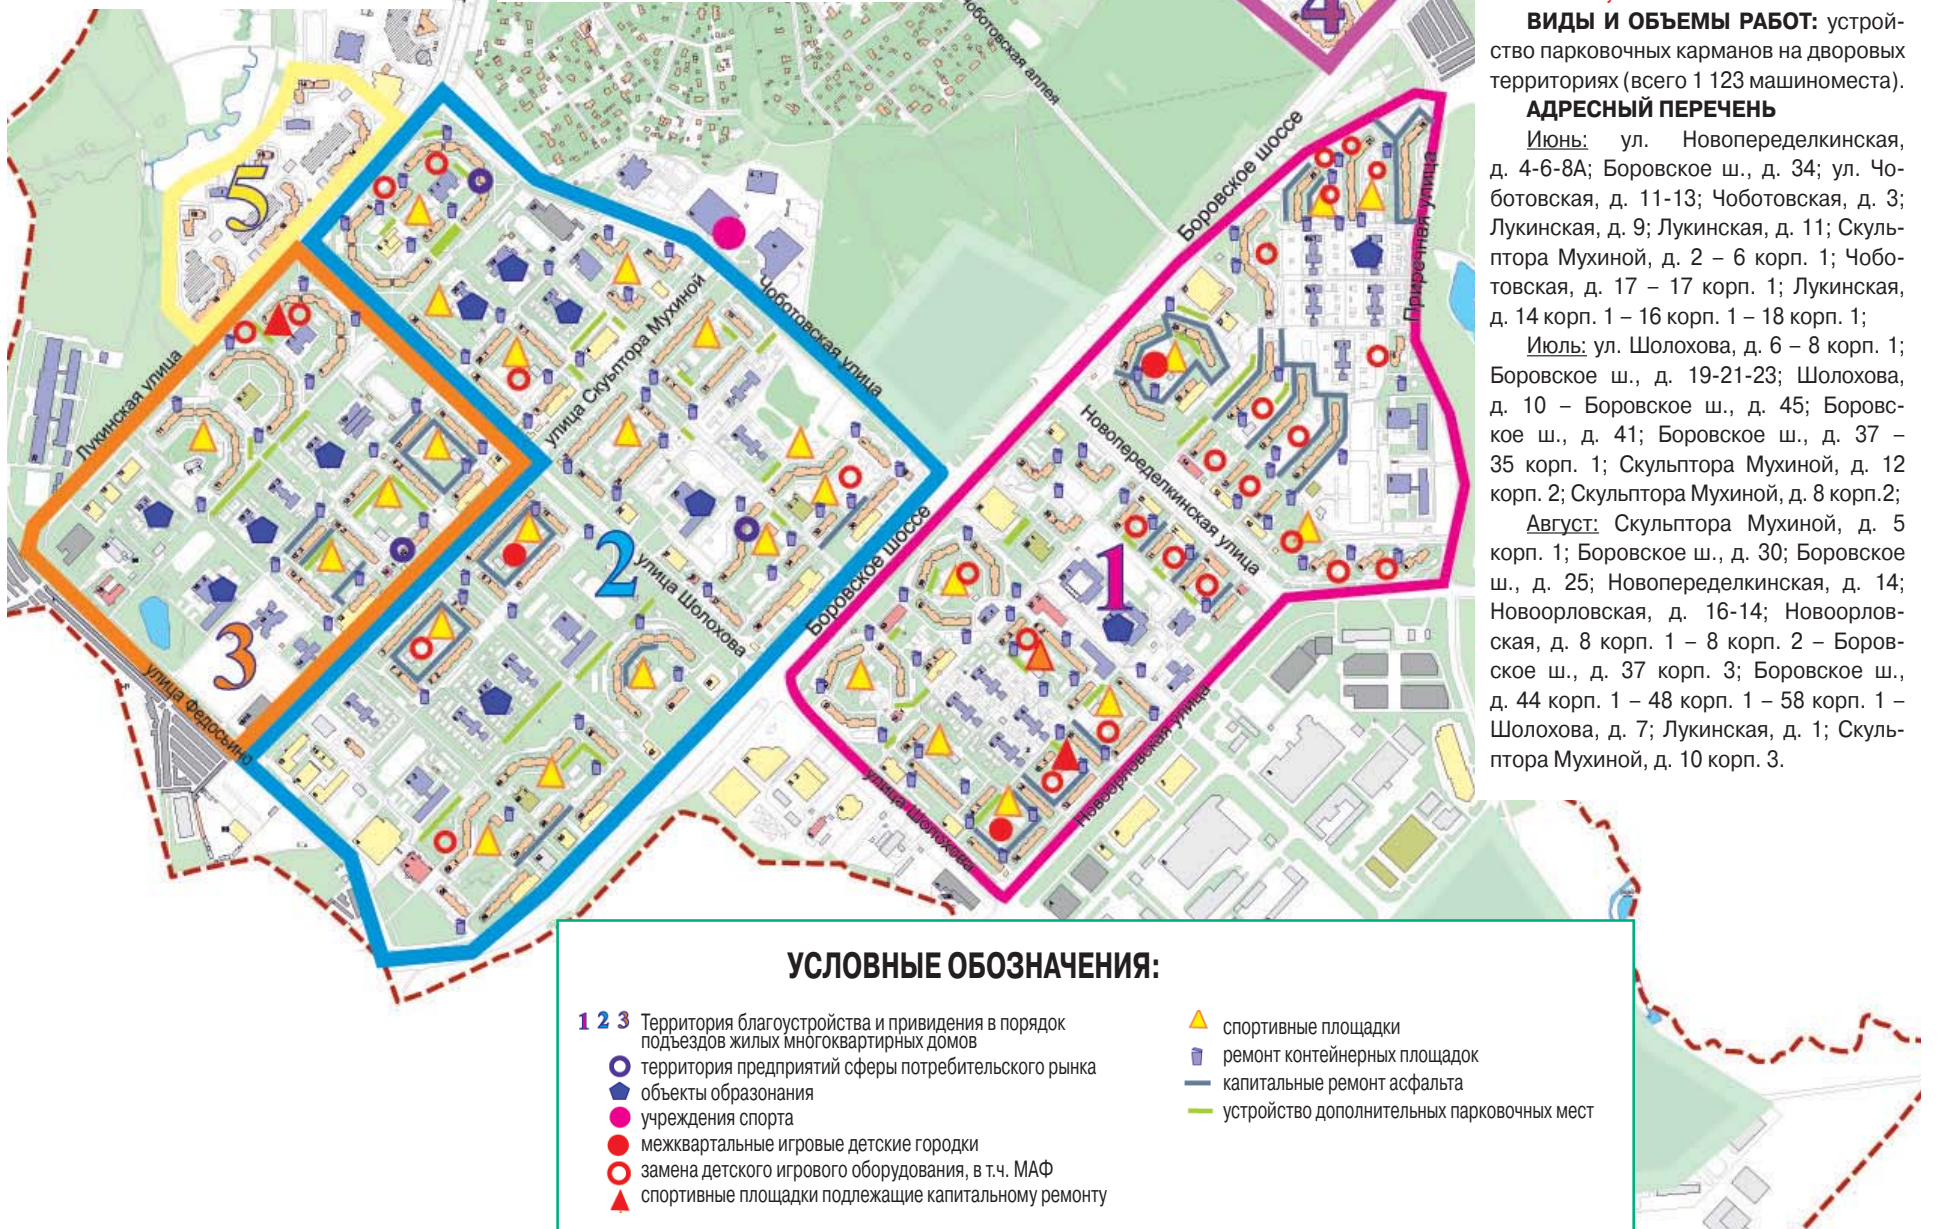 4
Чоботовская аллея
Боровское шоссе
Приречная улица
5
Чоботовская улица
улица Скуьптора Мухиной
Лукинская улица
Новопеределкинская улица
Боровское шоссе
1
2
улица Шолохова
3
улица Федосьино
Новоорловская улица
улица Шолохова
ВИДЫ И ОБЪЕМЫ РАБОТ: устрой-
ство парковочных карманов на дворовых
территориях (всего 1 123 машиноместа).
АДРЕСНЫЙ ПЕРЕЧЕНЬ
Июнь: ул. Новопеределкинская,
д. 4-6-8А; Боровское ш., д. 34; ул. Чо-
ботовская, д. 11-13; Чоботовская, д. 3;
Лукинская, д. 9; Лукинская, д. 11; Скуль-
птора Мухиной, д. 2 – 6 корп. 1; Чобо-
товская, д. 17 – 17 корп. 1; Лукинская,
д. 14 корп. 1 – 16 корп. 1 – 18 корп. 1;
Июль: ул. Шолохова, д. 6 – 8 корп. 1;
Боровское ш., д. 19-21-23; Шолохова,
д. 10 – Боровское ш., д. 45; Боровс-
кое ш., д. 41; Боровское ш., д. 37 –
35 корп. 1; Скульптора Мухиной, д. 12
корп. 2; Скульптора Мухиной, д. 8 корп.2;
Август: Скульптора Мухиной, д. 5
корп. 1; Боровское ш., д. 30; Боровское
ш., д. 25; Новопеределкинская, д. 14;
Новоорловская, д. 16-14; Новоорлов-
ская, д. 8 корп. 1 – 8 корп. 2 – Боров-
ское ш., д. 37 корп. 3; Боровское ш.,
д. 44 корп. 1 – 48 корп. 1 – 58 корп. 1 –
Шолохова, д. 7; Лукинская, д. 1; Скуль-
птора Мухиной, д. 10 корп. 3.
УСЛОВНЫЕ ОБОЗНАЧЕНИЯ:
1 2 3 Территория благоустройства и привидения в порядок
подъездов жилых многоквартирных домов
территория предприятий сферы потребительского рынка
объекты образонания
учреждения спорта
межквартальные игровые детские городки
замена детского игрового оборудования, в т.ч. МАФ
спортивные площадки подлежащие капитальному ремонту
спортивные площадки
ремонт контейнерных площадок
капитальные ремонт асфальта
устройство дополнительных парковочных мест